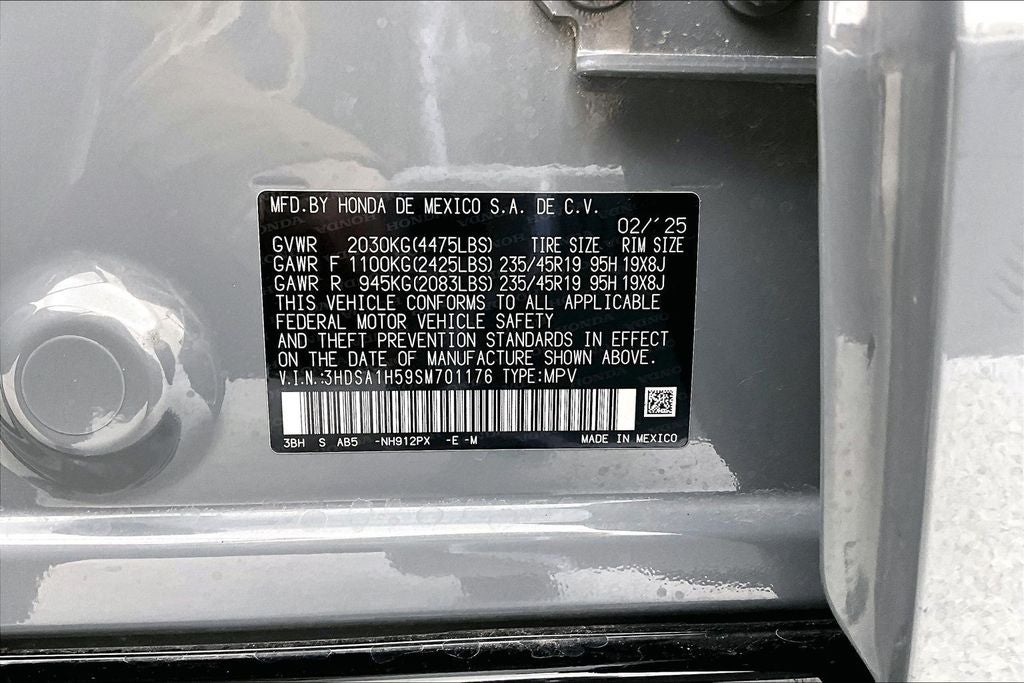 MFD.BY HONDA DE MEXICO S.A. DE C.V.
02/'25
GVWR 2030KG(4475LBS) TIRE SIZE RIM SIZE
GAWR F 1100KG(2425LBS) 235/45R19 95H 19X8J
GAWR R 945KG(2083LBS) 235/45R19 95H 19X8J
THIS VEHICLE CONFORMS TO ALL APPLICABLE
FEDERAL MOTOR VEHICLE SAFETY
AND THEFT PREVENTION STANDARDS IN EFFECT
ON THE DATE OF MANUFACTURE SHOWN ABOVE.
V.I.N.:3HDSA1H59SM701176 TYPE:MPV
3BH S AB5 -NH912PX -E -M MADE IN MEXICO